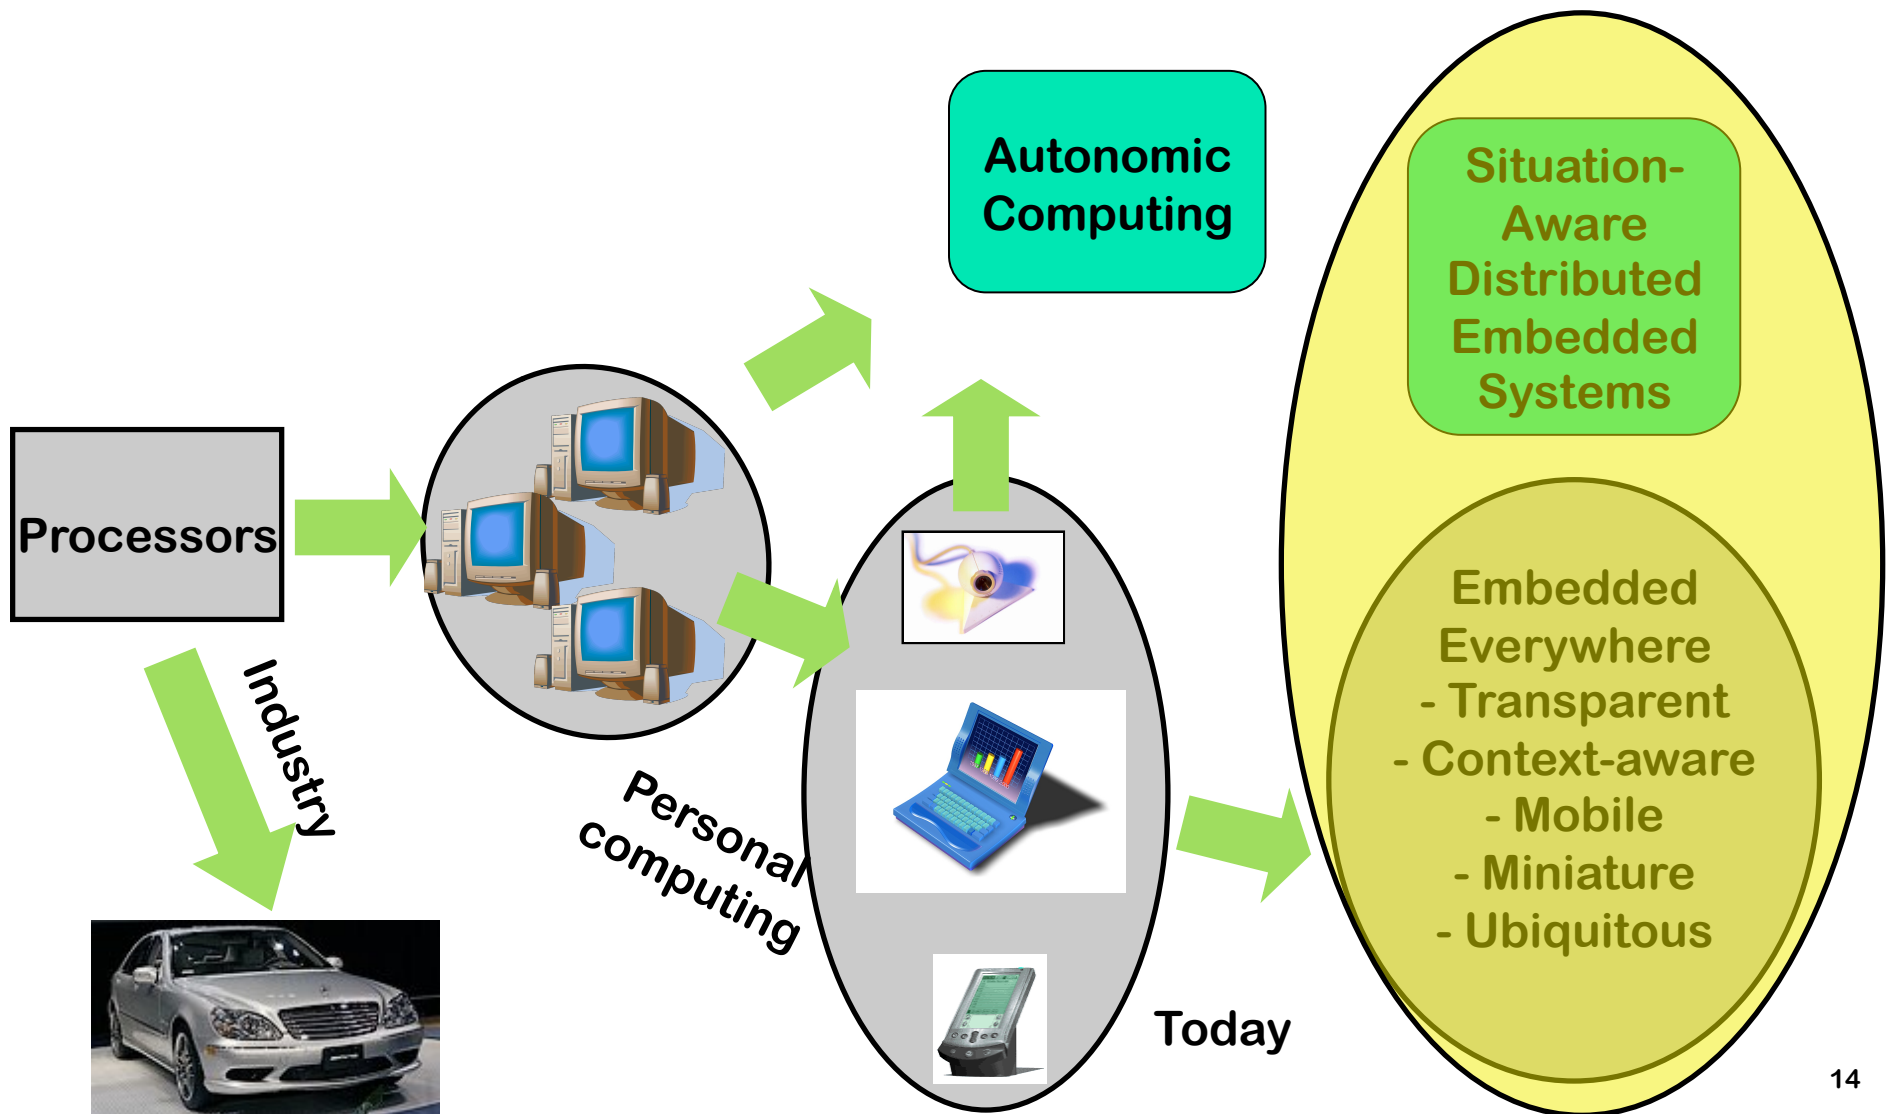 Autonomic
Computing
Situation-
Aware
Distributed
Embedded
Systems
Processors
Industry
Personal
computing
Embedded
Everywhere
- Transparent
- Context-aware
- Mobile
- Miniature
- Ubiquitous
Today
14